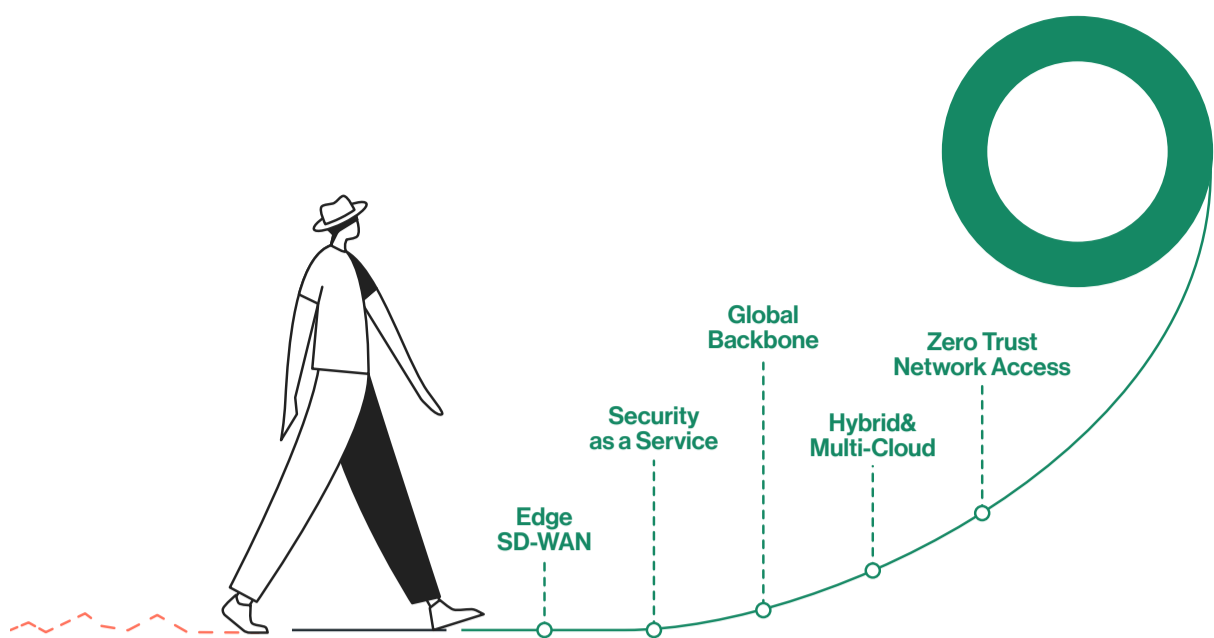 Edge
SD-WAN
Security
as a Service
Global
Backbone
Hybrid&
Multi-Cloud
Zero Trust
Network Access